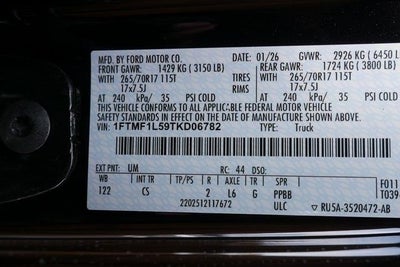 MFD. BY FORD MOTOR CO. DATE: 01/26 GVWR: 2926 KG (6450 L
FRONT GAWR: 1429 KG (3150 LB) REAR GAWR: 1724 KG (3800 LB)
265/70R17 115T TIRES 265/70R17 115T
17x7.5J RIMS 17x7.5J
AT 240 kPa/ 35 PSI COLD AT 240 kPa/ 35 PSI COLD
THIS VEHICLE CONFORMS TO ALL APPLICABLE FEDERAL MOTOR VEHICLE
SAFETY STANDARDS IN EFFECT ON THE DATE OF MANUFACTURE SHOWN ABOVE.
VIN: 1FTMF1L59TKD06782 TYPE: Truck
EXT PNT: UM RC: 44 DSO:
WB INT TR TP/PS R AXLE TR SPR F011
122 CS 2 L6 G PPBB T039
2202512117672 ULC RU5A-3520472-AB